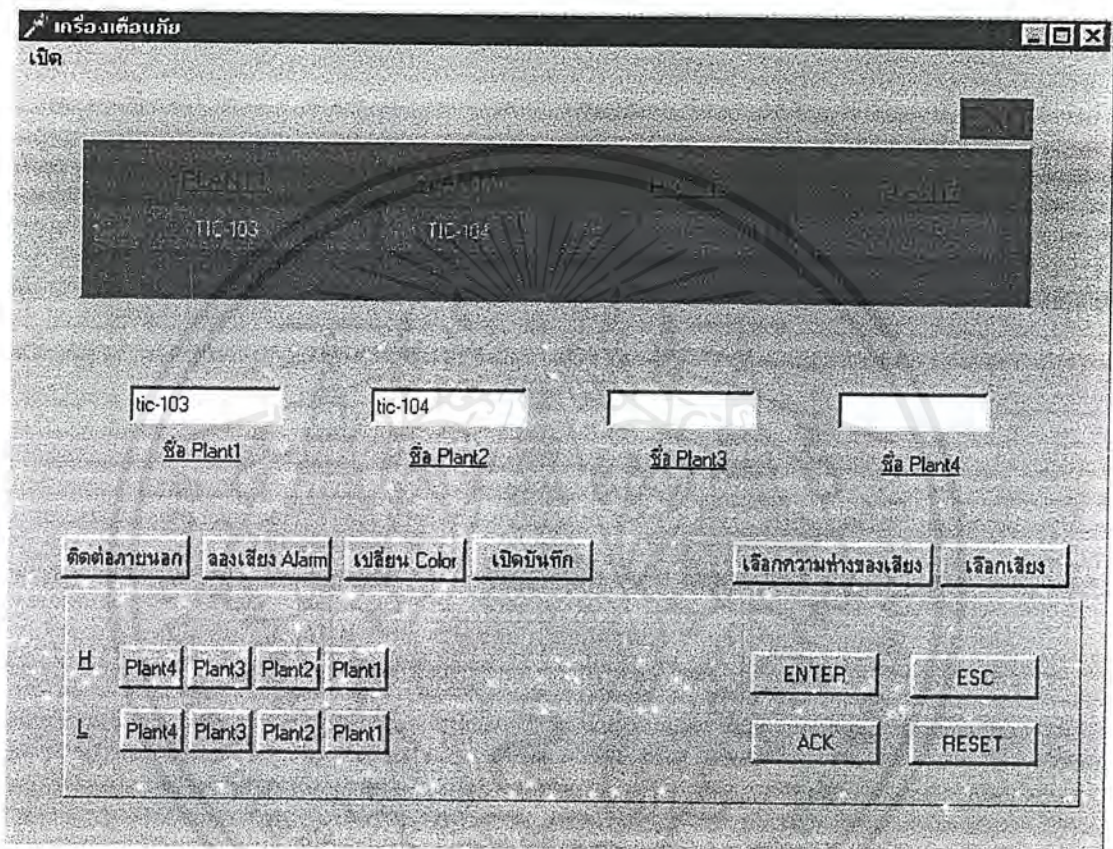 เครื่องเตือนภัย
เปิด
PLANT1
TIC-103 TIC-104
tic-103 tic-104
ชื่อ Plant1 ชื่อ Plant2 ชื่อ Plant3 ชื่อ Plant4
ติดต่อภายนอก ลองเสียง Alarm เปลี่ยน Color เปิดบันทึก เลือกความห่างของเสียง เลือกเสียง
H Plant4 Plant3 Plant2 Plant1 ENTER ESC
L Plant4 Plant3 Plant2 Plant1 ACK RESET